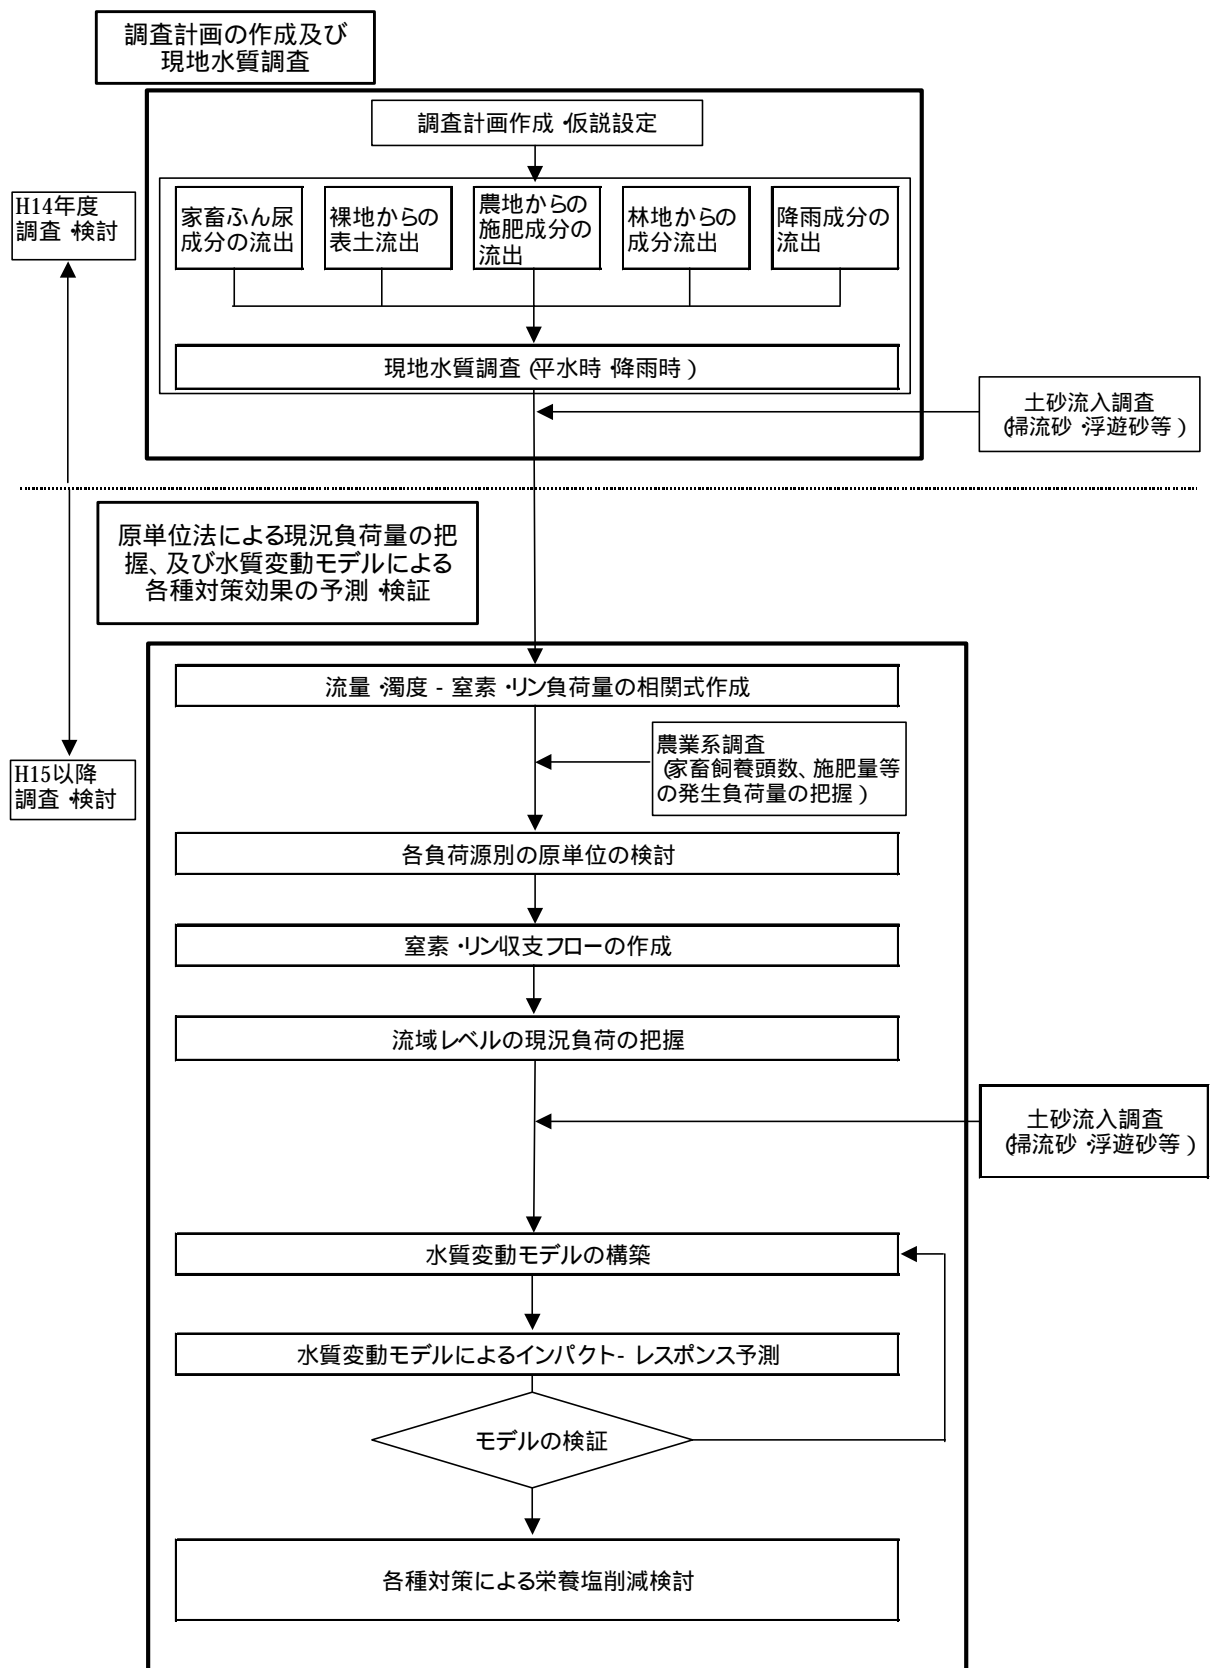 調査計画の作成及び
現地水質調査
調査計画作成・仮説設定
H14年度
調査・検討
家畜ふん尿
成分の流出
裸地からの
表土流出
農地からの
施肥成分の
流出
林地からの
成分流出
降雨成分の
流出
現地水質調査(平水時・降雨時)
土砂流入調査
(掃流砂・浮遊砂等)
原単位法による現況負荷量の把
握、及び水質変動モデルによる
各種対策効果の予測・検証
流量・濁度 - 窒素・リン負荷量の相関式作成
農業系調査
(家畜飼養頭数、施肥量等
の発生負荷量の把握)
H15以降
調査・検討
各負荷源別の原単位の検討
窒素・リン収支フローの作成
流域レベルの現況負荷の把握
土砂流入調査
(掃流砂・浮遊砂等)
水質変動モデルの構築
水質変動モデルによるインパクト- レスポンス予測
モデルの検証
各種対策による栄養塩削減検討